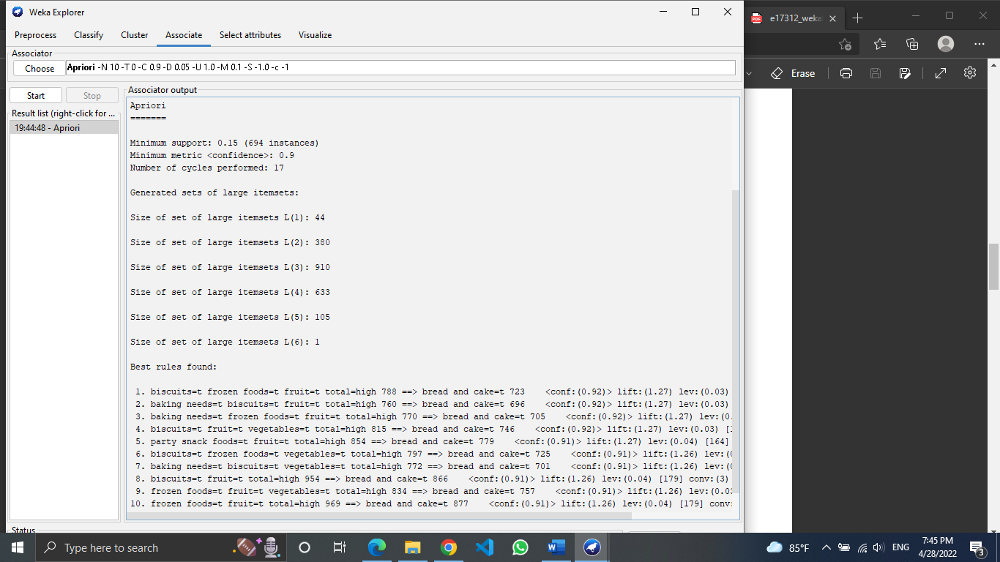 Weka Explorer
Preprocess Classify Cluster Associate Select attributes Visualize
Associator
Choose Apriori -N 10 -T 0 -C 0.9 -D 0.05 -U 1.0 -M 0.1 -S -1.0 -c -1
Start Stop
Result list (right-click for ...
19:44:48 - Apriori
Associator output
Apriori
=======
Minimum support: 0.15 (694 instances)
Minimum metric <confidence>: 0.9
Number of cycles performed: 17
Generated sets of large itemsets:
Size of set of large itemsets L(1): 44
Size of set of large itemsets L(2): 380
Size of set of large itemsets L(3): 910
Size of set of large itemsets L(4): 633
Size of set of large itemsets L(5): 105
Size of set of large itemsets L(6): 1
Best rules found:
1. biscuits=t frozen foods=t fruit=t total=high 788 ==> bread and cake=t 723 <conf:(0.92)> lift:(1.27) lev:(0.03)
2. baking needs=t biscuits=t fruit=t total=high 760 ==> bread and cake=t 696 <conf:(0.92)> lift:(1.27) lev:(0.03)
3. baking needs=t frozen foods=t fruit=t total=high 770 ==> bread and cake=t 705 <conf:(0.92)> lift:(1.27) lev:(0
4. biscuits=t fruit=t vegetables=t total=high 815 ==> bread and cake=t 746 <conf:(0.92)> lift:(1.27) lev:(0.03) [1
5. party snack foods=t fruit=t total=high 854 ==> bread and cake=t 779 <conf:(0.91)> lift:(1.27) lev:(0.04) [164]
6. biscuits=t frozen foods=t vegetables=t total=high 797 ==> bread and cake=t 725 <conf:(0.91)> lift:(1.26) lev:(0
7. baking needs=t biscuits=t vegetables=t total=high 772 ==> bread and cake=t 701 <conf:(0.91)> lift:(1.26) lev:(0
8. biscuits=t fruit=t total=high 954 ==> bread and cake=t 866 <conf:(0.91)> lift:(1.26) lev:(0.04) [179] conv:(3)
9. frozen foods=t fruit=t vegetables=t total=high 834 ==> bread and cake=t 757 <conf:(0.91)> lift:(1.26) lev:(0.03
10. frozen foods=t fruit=t total=high 969 ==> bread and cake=t 877 <conf:(0.91)> lift:(1.26) lev:(0.04) [179] conv:
Status
PDF e17312_weka
Erase
Type here to search
85°F ENG 7:45 PM
4/28/2022
3